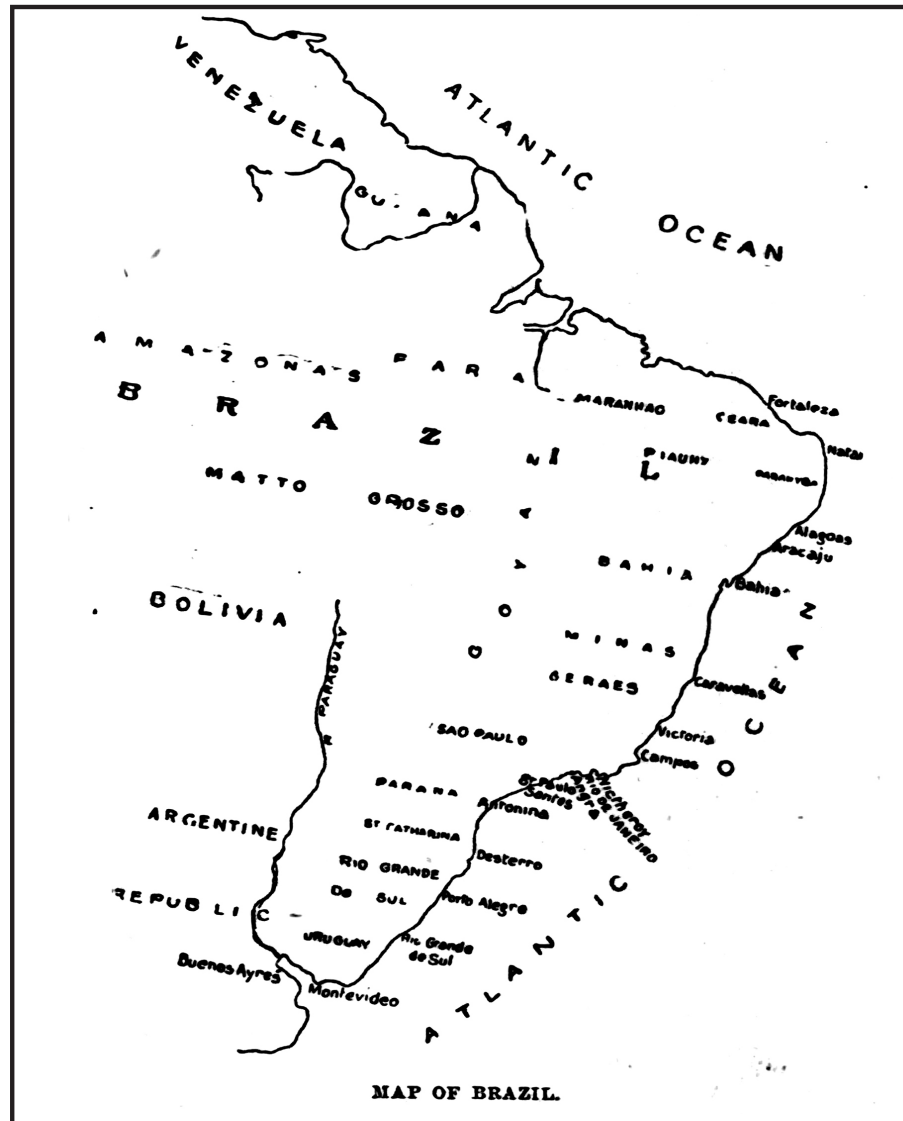 VENEZUELA
ATLANTIC
OCEAN
AMAZONAS
PARA
BRAZIL
MARANHAO
CEARA
Fortaleza
PIAUHY
Natal
MATTO GROSSO
GOYAZ
Alagoas
Aracaju
BAHIA
Bahia
BOLIVIA
MINAS
GERAES
Caravellas
R PARAGUAY
SAO PAULO
Victoria
Campos
ATLANTIC OCEAN
PARANA
St Paulo
Santos
Angra
RIO DE JANEIRO
Antonina
ARGENTINE
REPUBLIC
ST CATHARINA
Desterro
RIO GRANDE
Do SUL
Porto Alegre
URUGUAY
Rio Grande
do Sul
Buenos Ayres
Montevideo
MAP OF BRAZIL.